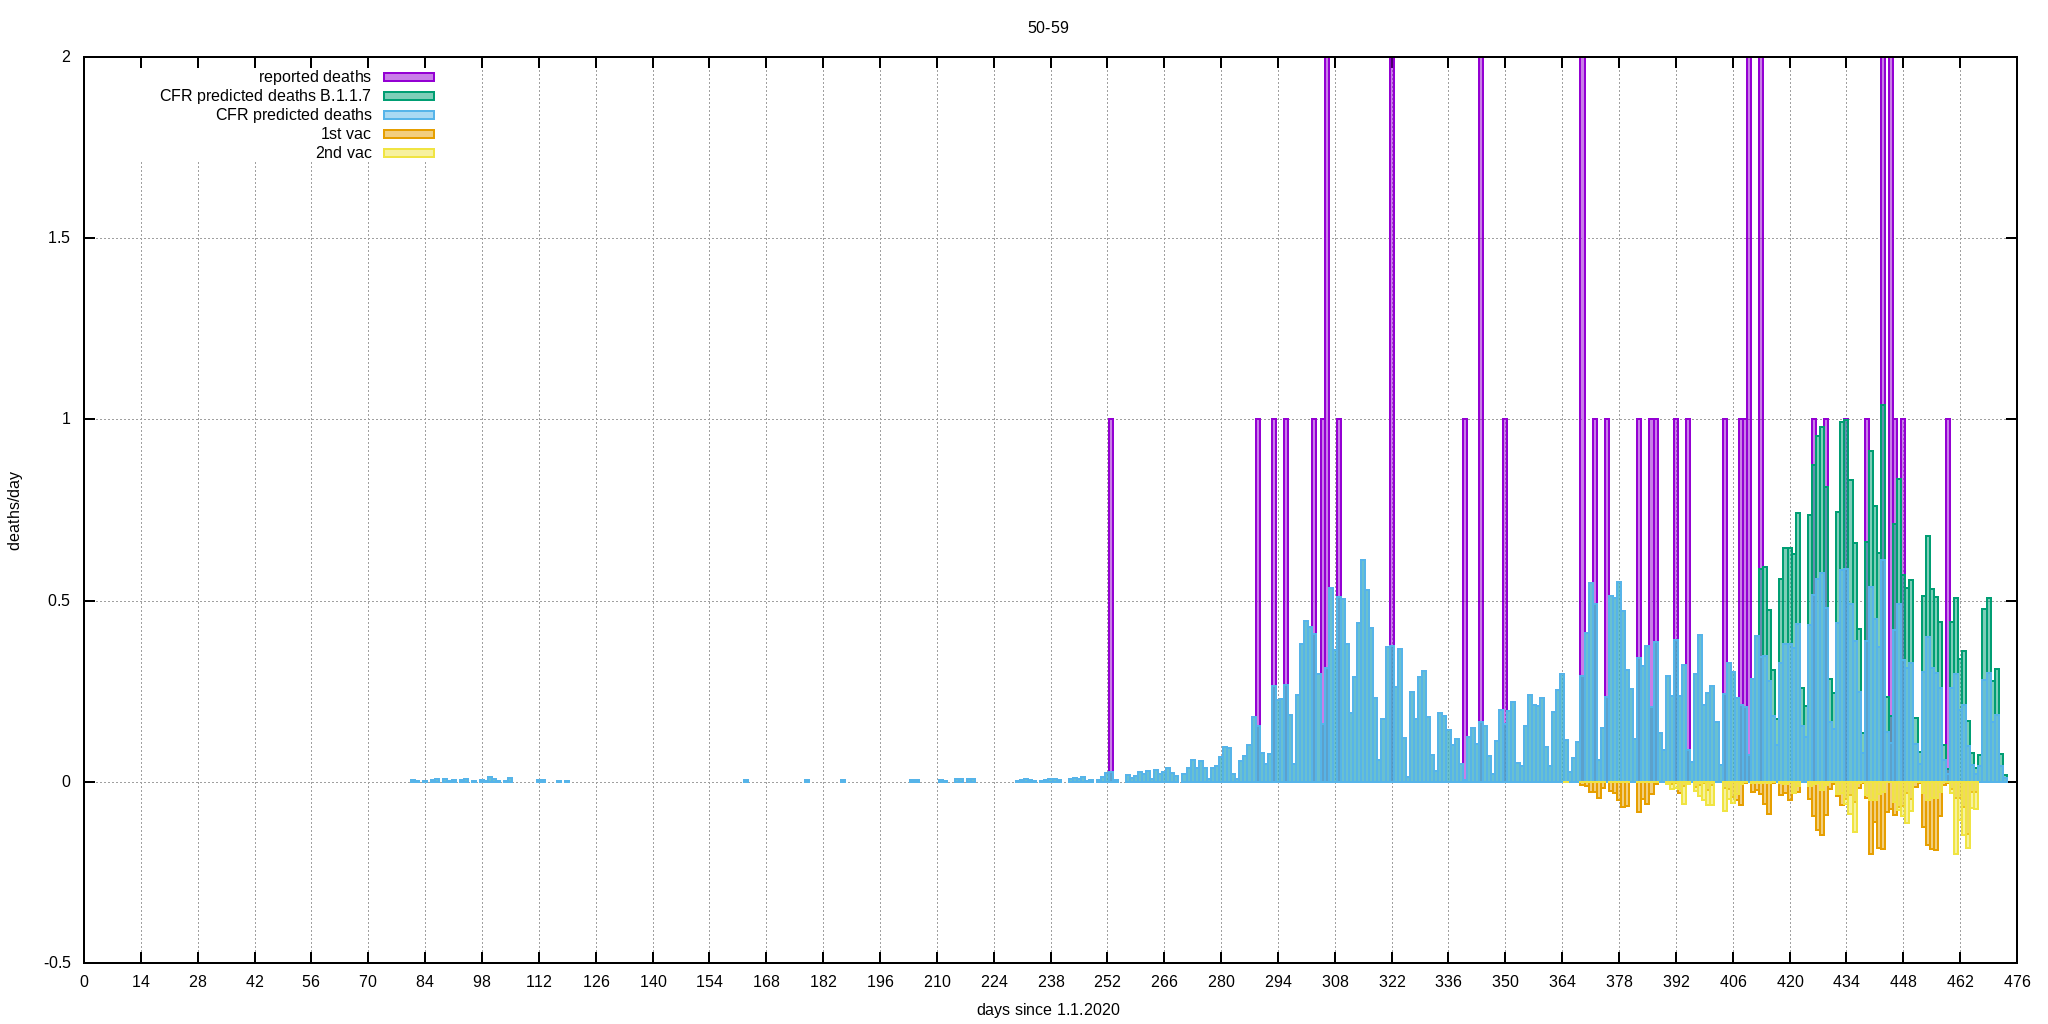 50-59
reported deaths
CFR predicted deaths B.1.1.7
CFR predicted deaths
1st vac
2nd vac
2
1.5
1
0.5
0
-0.5
deaths/day
0 14 28 42 56 70 84 98 112 126 140 154 168 182 196 210 224 238 252 266 280 294 308 322 336 350 364 378 392 406 420 434 448 462 476
days since 1.1.2020